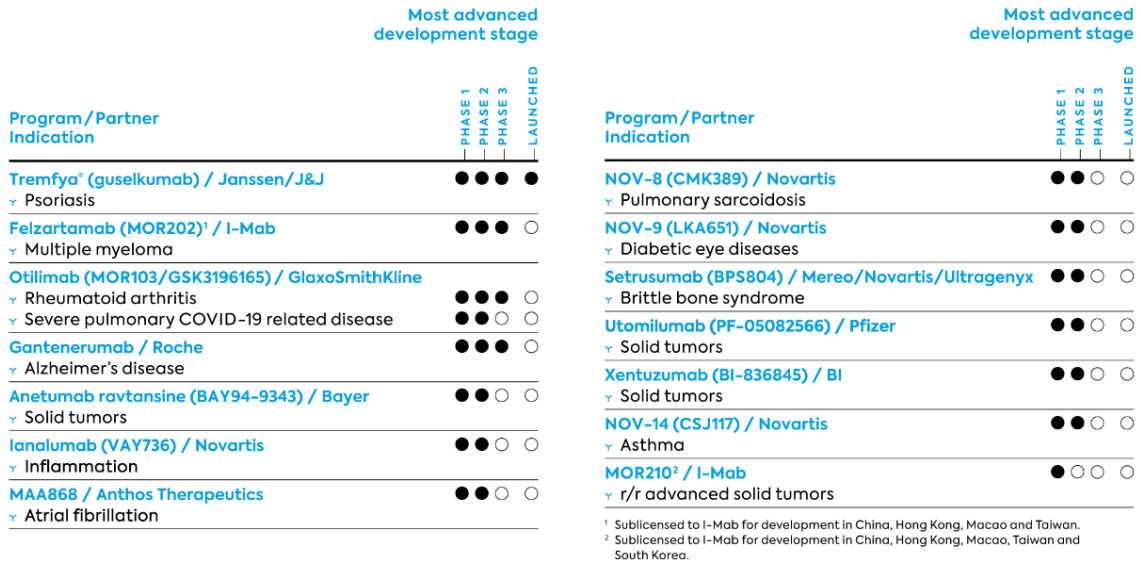 Most advanced
development stage
Program/Partner
Indication
PHASE 1
PHASE 2
PHASE 3
LAUNCHED
Tremfya® (guselkumab) / Janssen/J&J
Psoriasis
Felzartamab (MOR202)¹ / I-Mab
Multiple myeloma
Otilimab (MOR103/GSK3196165) / GlaxoSmithKline
Rheumatoid arthritis
Severe pulmonary COVID-19 related disease
Gantenerumab / Roche
Alzheimer's disease
Anetumab ravtansine (BAY94-9343) / Bayer
Solid tumors
Ianalumab (VAY736) / Novartis
Inflammation
MAA868 / Anthos Therapeutics
Atrial fibrillation
Most advanced
development stage
Program/Partner
Indication
PHASE 1
PHASE 2
PHASE 3
LAUNCHED
NOV-8 (CMK389) / Novartis
Pulmonary sarcoidosis
NOV-9 (LKA651) / Novartis
Diabetic eye diseases
Setrusumab (BPS804) / Mereo/Novartis/Ultragenyx
Brittle bone syndrome
Utomilumab (PF-05082566) / Pfizer
Solid tumors
Xentuzumab (BI-836845) / BI
Solid tumors
NOV-14 (CSJ117) / Novartis
Asthma
MOR210² / I-Mab
r/r advanced solid tumors
¹ Sublicensed to I-Mab for development in China, Hong Kong, Macao and Taiwan.
² Sublicensed to I-Mab for development in China, Hong Kong, Macao, Taiwan and
South Korea.